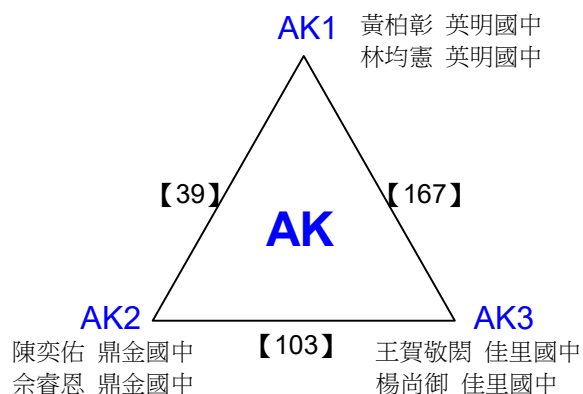 AK1
黃柏彰 英明國中
林均憲 英明國中
【39】
【167】
AK
AK2
陳奕佑 鼎金國中
余睿恩 鼎金國中
【103】
AK3
王賀敬閎 佳里國中
楊尚御 佳里國中